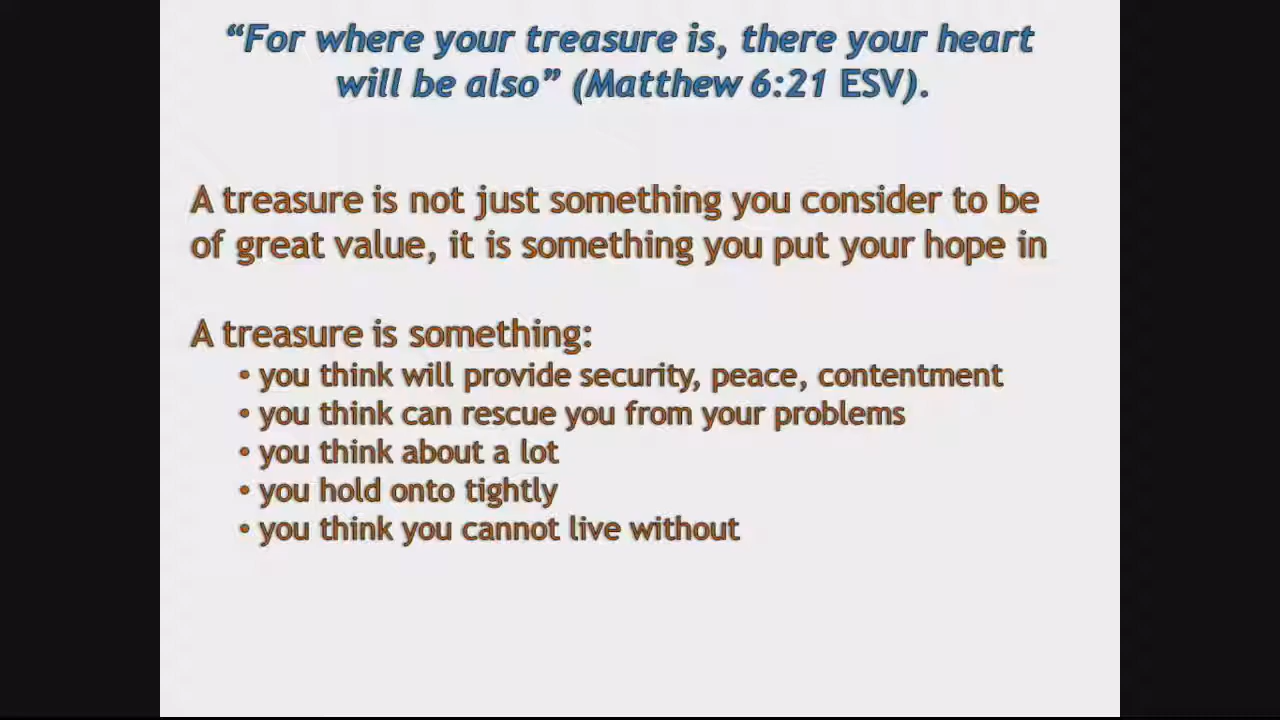 “For where your treasure is, there your heart
will be also” (Matthew 6:21 ESV).
A treasure is not just something you consider to be
of great value, it is something you put your hope in
A treasure is something:
• you think will provide security, peace, contentment
• you think can rescue you from your problems
• you think about a lot
• you hold onto tightly
• you think you cannot live without